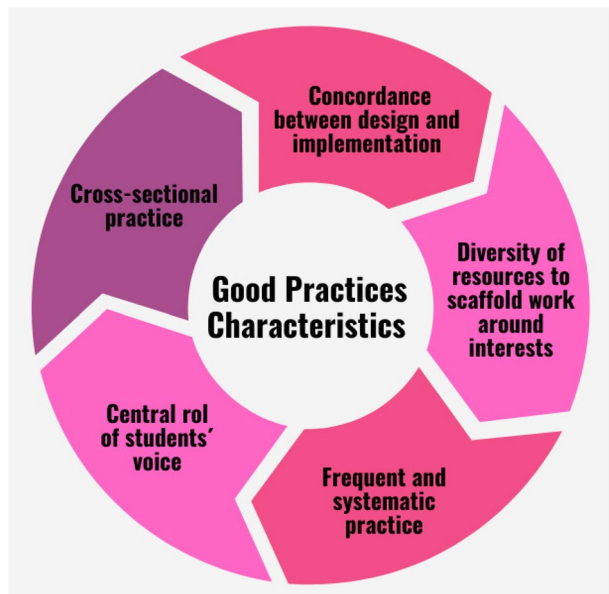 Concordance
between design and
implementation
Cross-sectional
practice
Diversity of
resources to
scaffold work
around
interests
Good Practices
Characteristics
Central rol
of students´
voice
Frequent and
systematic
practice